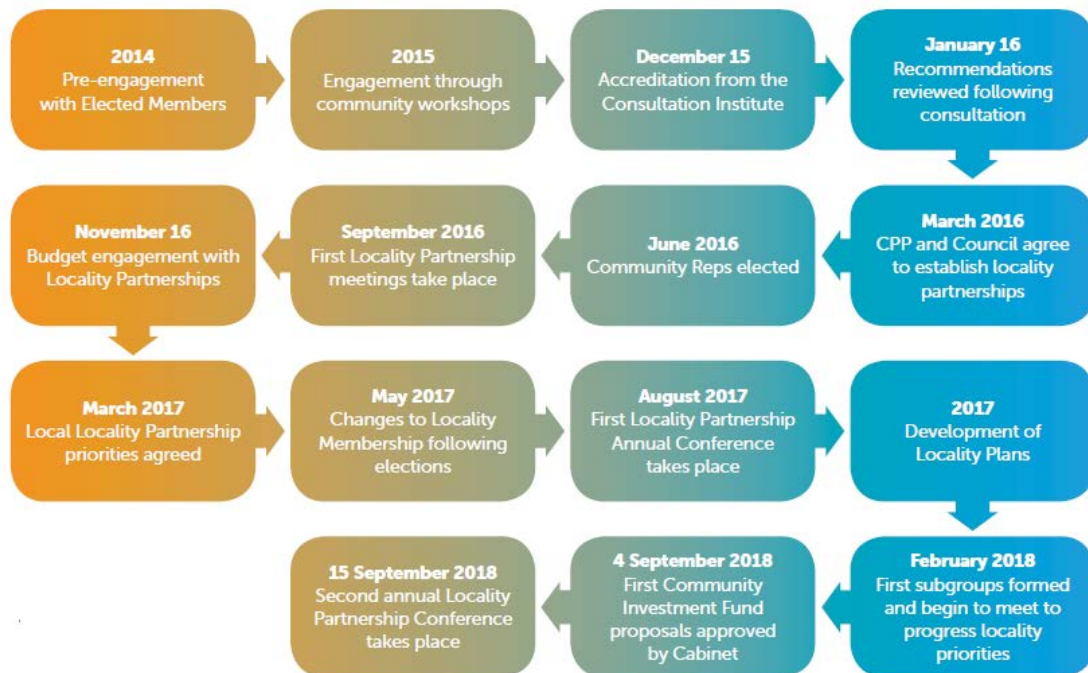 2014
Pre-engagement
with Elected Members
2015
Engagement through
community workshops
December 15
Accreditation from the
Consultation Institute
January 16
Recommendations
reviewed following
consultation
March 2016
CPP and Council agree
to establish locality
partnerships
June 2016
Community Reps elected
September 2016
First Locality Partnership
meetings take place
November 16
Budget engagement with
Locality Partnerships
March 2017
Local Locality Partnership
priorities agreed
May 2017
Changes to Locality
Membership following
elections
August 2017
First Locality Partnership
Annual Conference
takes place
2017
Development of
Locality Plans
February 2018
First subgroups formed
and begin to meet to
progress locality
priorities
4 September 2018
First Community
Investment Fund
proposals approved
by Cabinet
15 September 2018
Second annual Locality
Partnership Conference
takes place